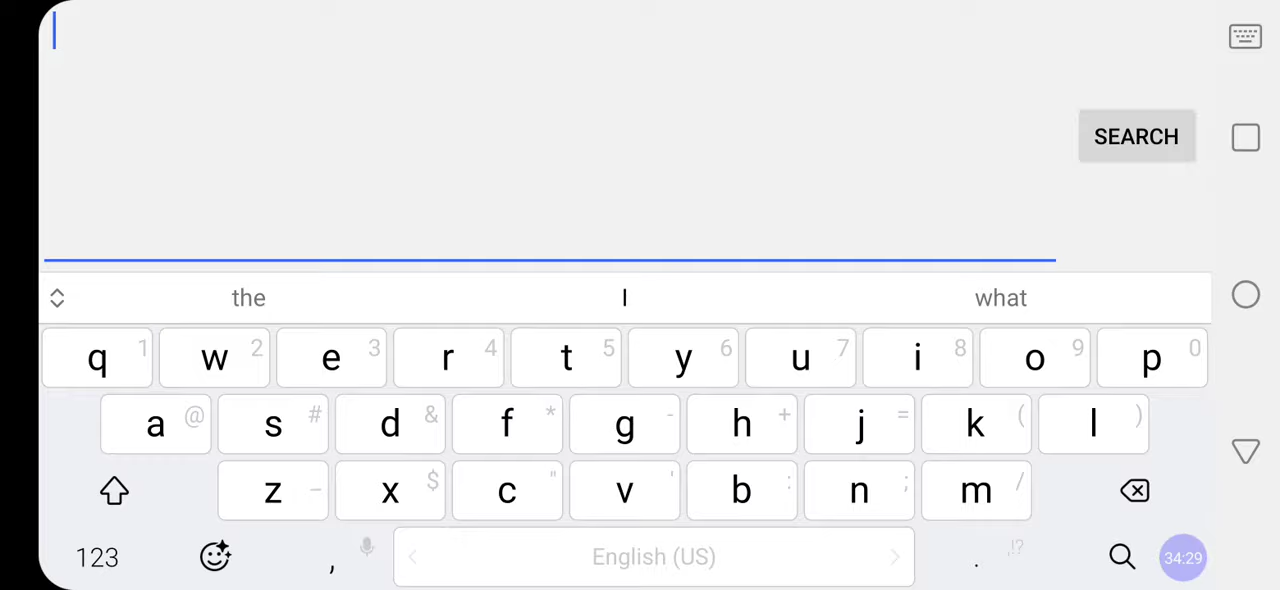 SEARCH
the I what
q 1 w 2 e 3 r 4 t 5 y 6 u 7 i 8 o 9 p 0
a @ s # d & f * g - h + j = k ( l )
z _ x $ c " v ' b : n ; m /
123 , < English (US) > . ,!? 34:29